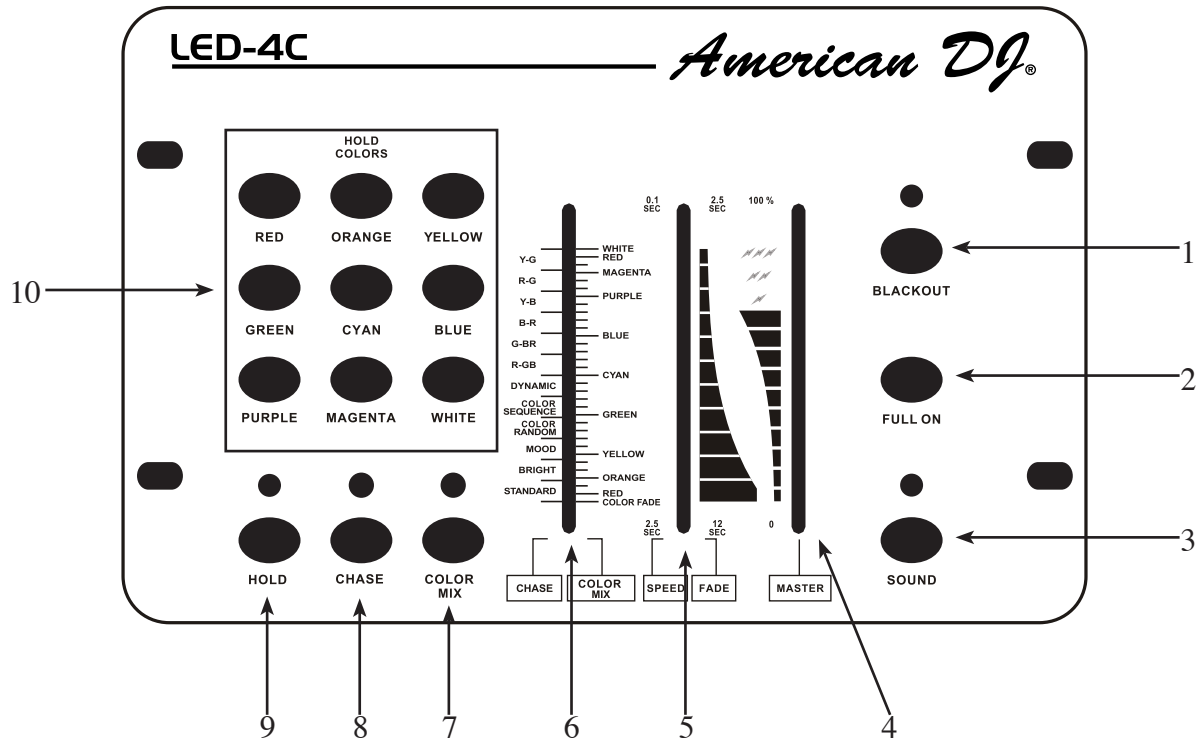 LED-4C
American DJ®
HOLD
COLORS
RED ORANGE YELLOW
GREEN CYAN BLUE
PURPLE MAGENTA WHITE
HOLD
CHASE
COLOR
MIX
Y-G
R-G
Y-B
B-R
G-BR
R-GB
DYNAMIC
COLOR
SEQUENCE
COLOR
RANDOM
MOOD
BRIGHT
STANDARD
WHITE
RED
MAGENTA
PURPLE
BLUE
CYAN
GREEN
YELLOW
ORANGE
RED
COLOR FADE
CHASE
COLOR
MIX
0.1
SEC
2.5
SEC
100 %
2.5
SEC
12
SEC
0
SPEED
FADE
MASTER
BLACKOUT
FULL ON
SOUND
1
2
3
4
5
6
7
8
9
10